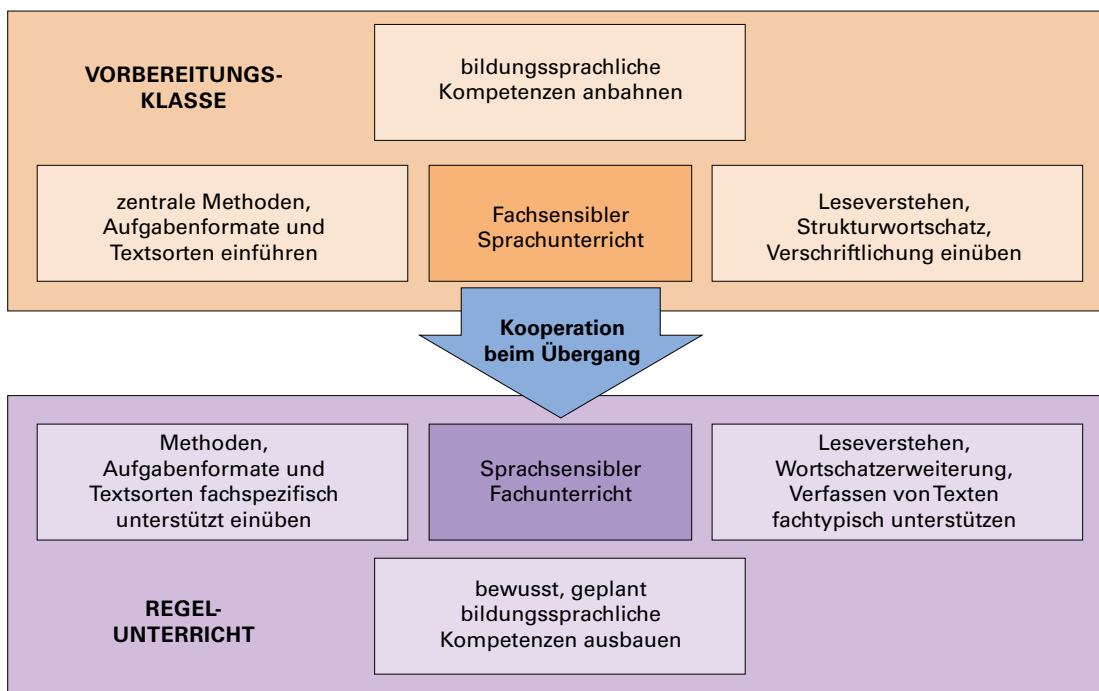 VORBEREITUNGS-
KLASSE
bildungssprachliche
Kompetenzen anbahnen
zentrale Methoden,
Aufgabenformate und
Textsorten einführen
Fachsensibler
Sprachunterricht
Leseverstehen,
Strukturwortschatz,
Verschriftlichung einüben
Kooperation
beim Übergang
Methoden,
Aufgabenformate und
Textsorten fachspezifisch
unterstützt einüben
Sprachsensibler
Fachunterricht
Leseverstehen,
Wortschatzerweiterung,
Verfassen von Texten
fachtypisch unterstützen
REGEL-
UNTERRICHT
bewusst, geplant
bildungssprachliche
Kompetenzen ausbauen